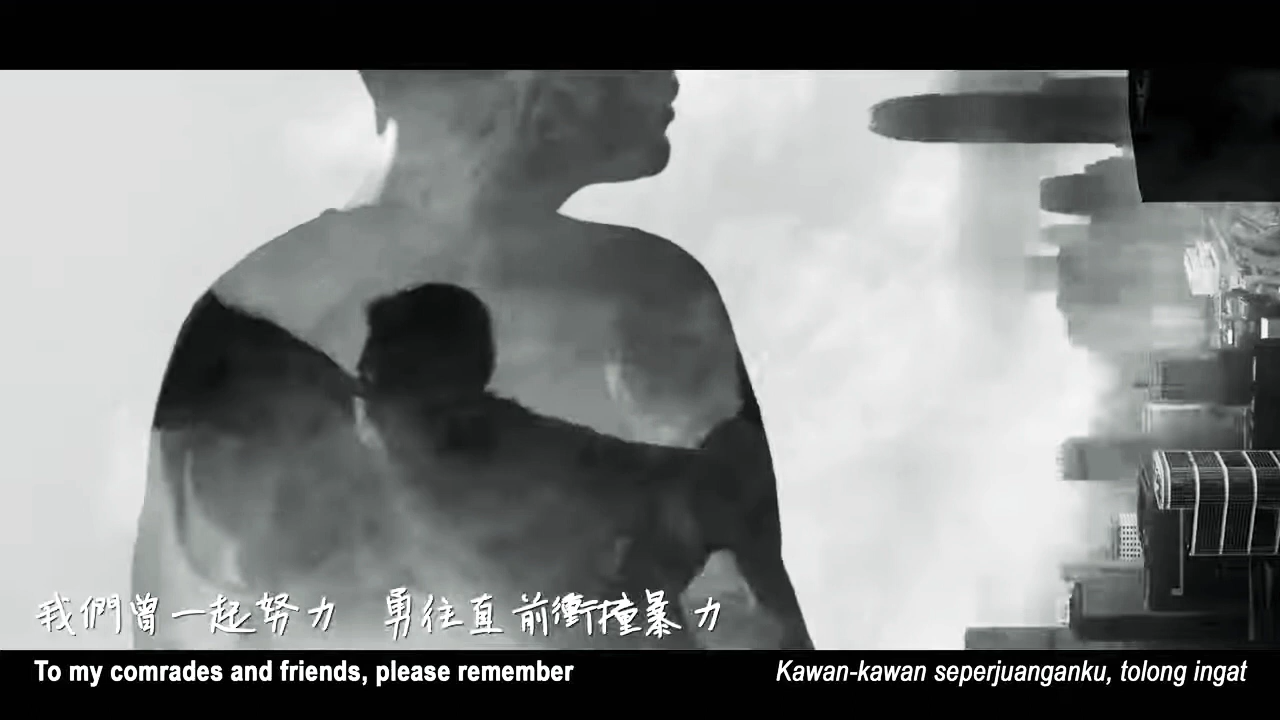 我們曾一起努力 勇往直前衝撞暴力
To my comrades and friends, please remember
Kawan-kawan seperjuanganku, tolong ingat